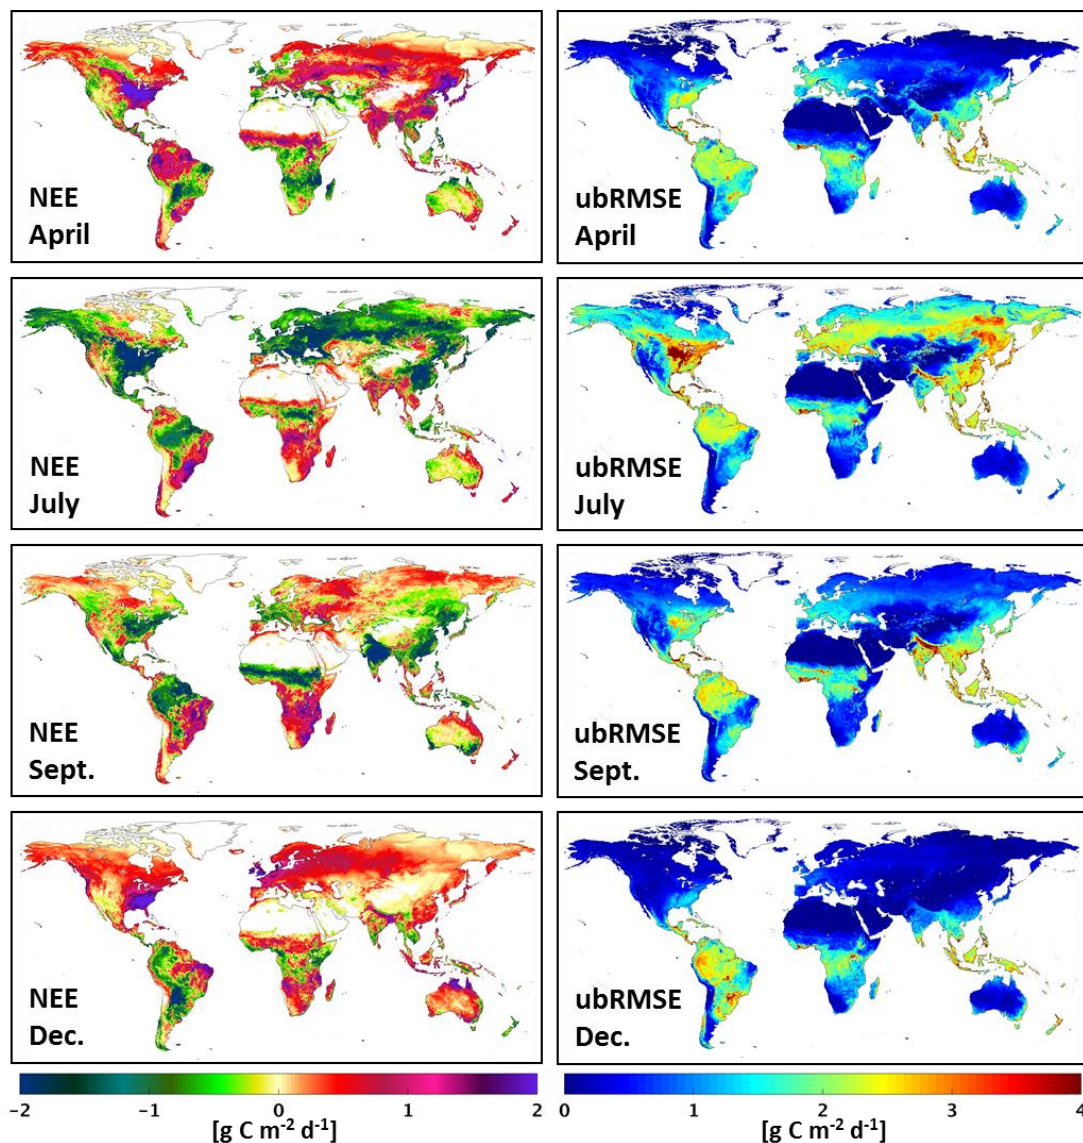 NEE
April
ubRMSE
April
NEE
July
ubRMSE
July
NEE
Sept.
ubRMSE
Sept.
NEE
Dec.
ubRMSE
Dec.
−2 −1 0 1 2
[g C m⁻² d⁻¹]
0 1 2 3 4
[g C m⁻² d⁻¹]